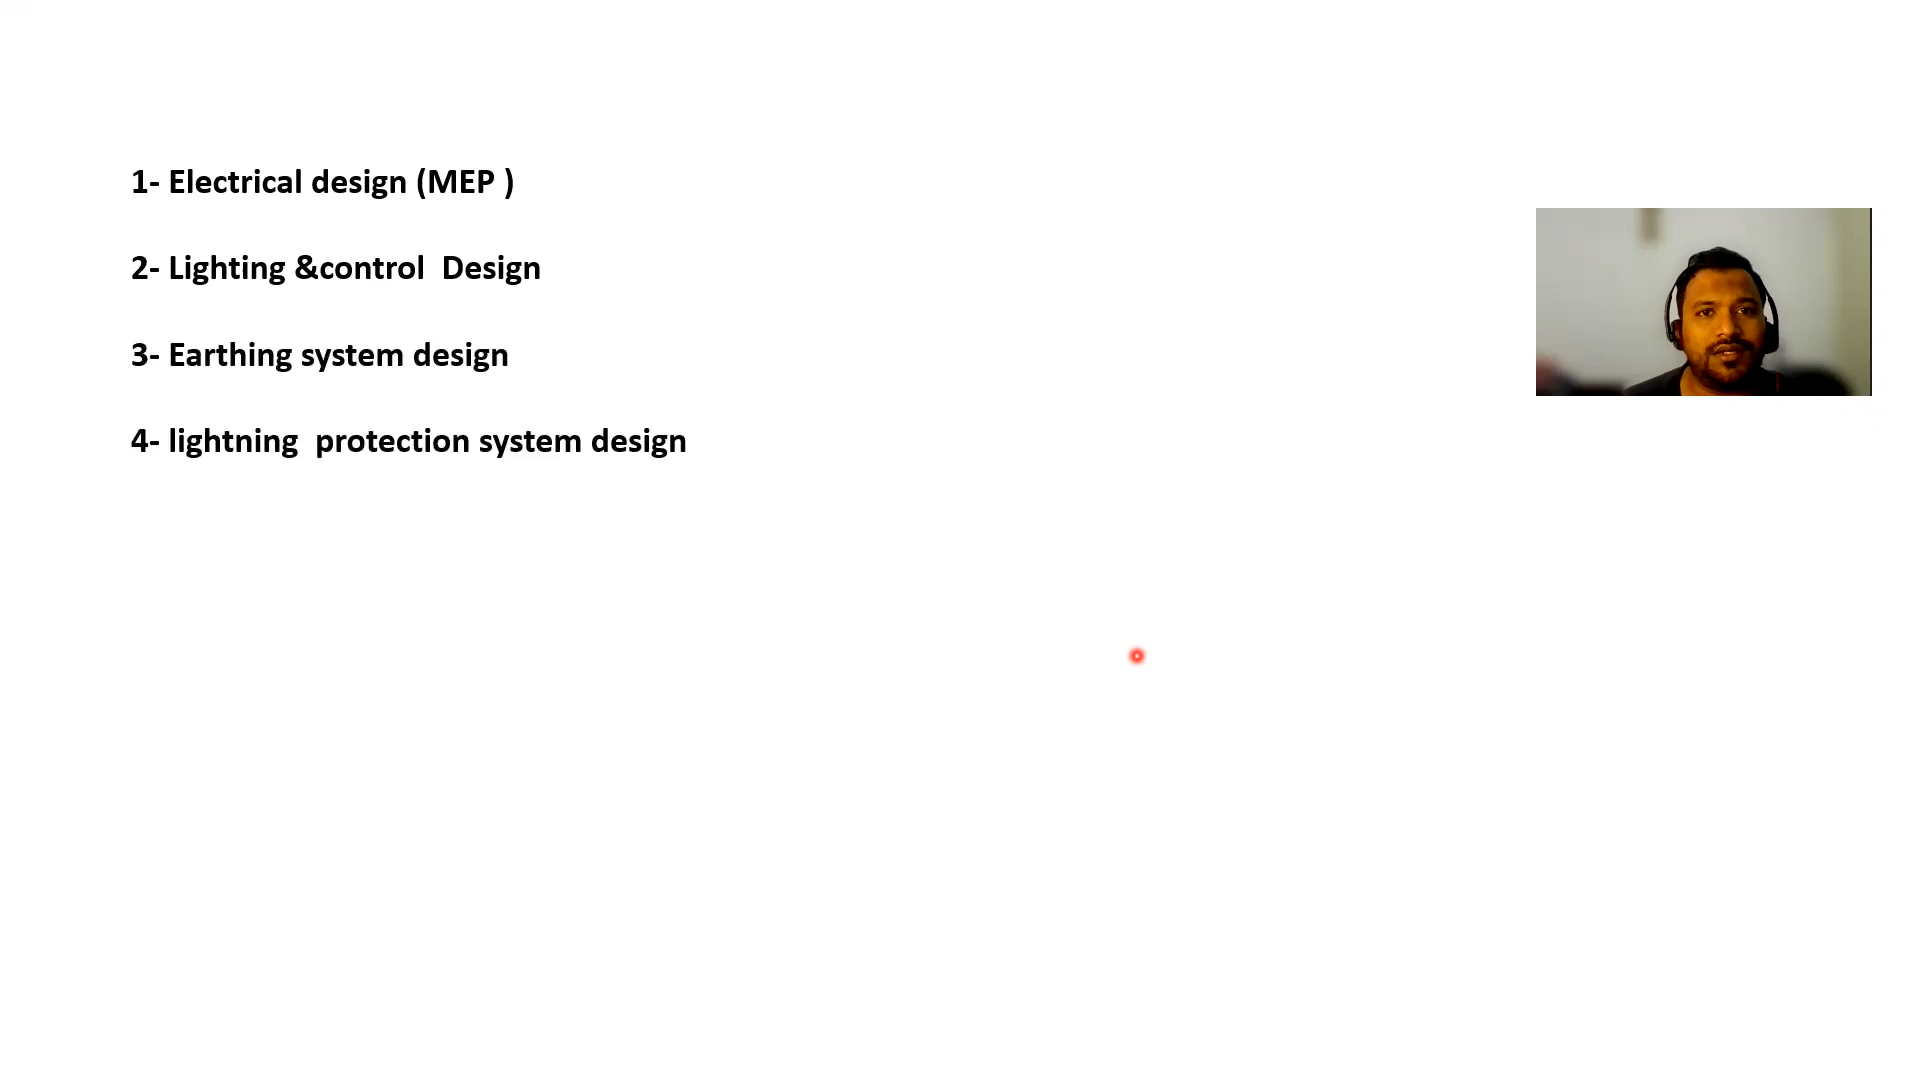 1- Electrical design (MEP )
2- Lighting &control  Design
3- Earthing system design
4- lightning  protection system design